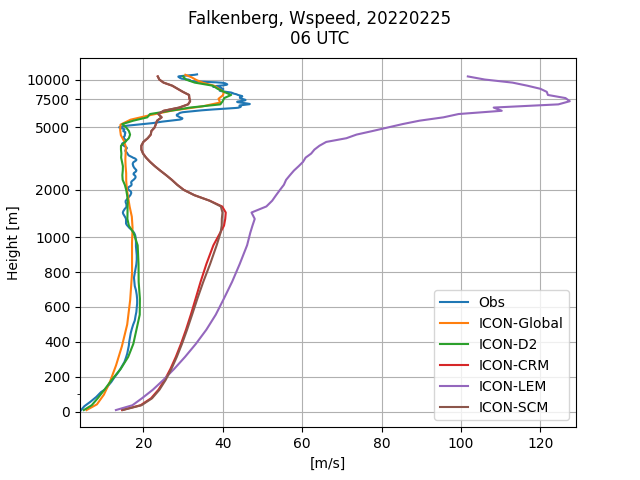 Falkenberg, Wspeed, 20220225
06 UTC
Height [m]
10000
7500
5000
2000
1000
800
600
400
200
0
20
40
60
80
100
120
[m/s]
Obs
ICON-Global
ICON-D2
ICON-CRM
ICON-LEM
ICON-SCM